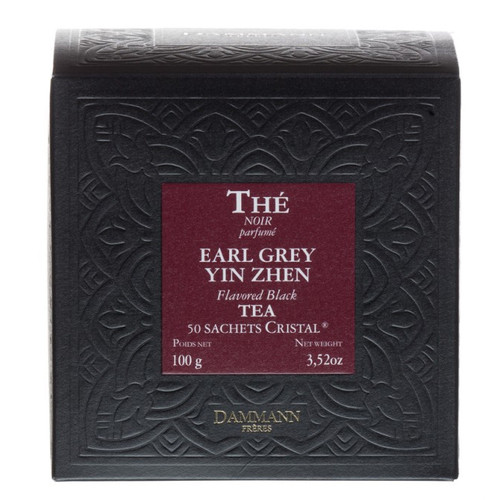 DAMMANN
THÉ
NOIR
parfumé
EARL GREY
YIN ZHEN
Flavored Black
TEA
50 SACHETS CRISTAL®
POIDS NET NET WEIGHT
100 g 3,52oz
DAMMANN
FRÈRES